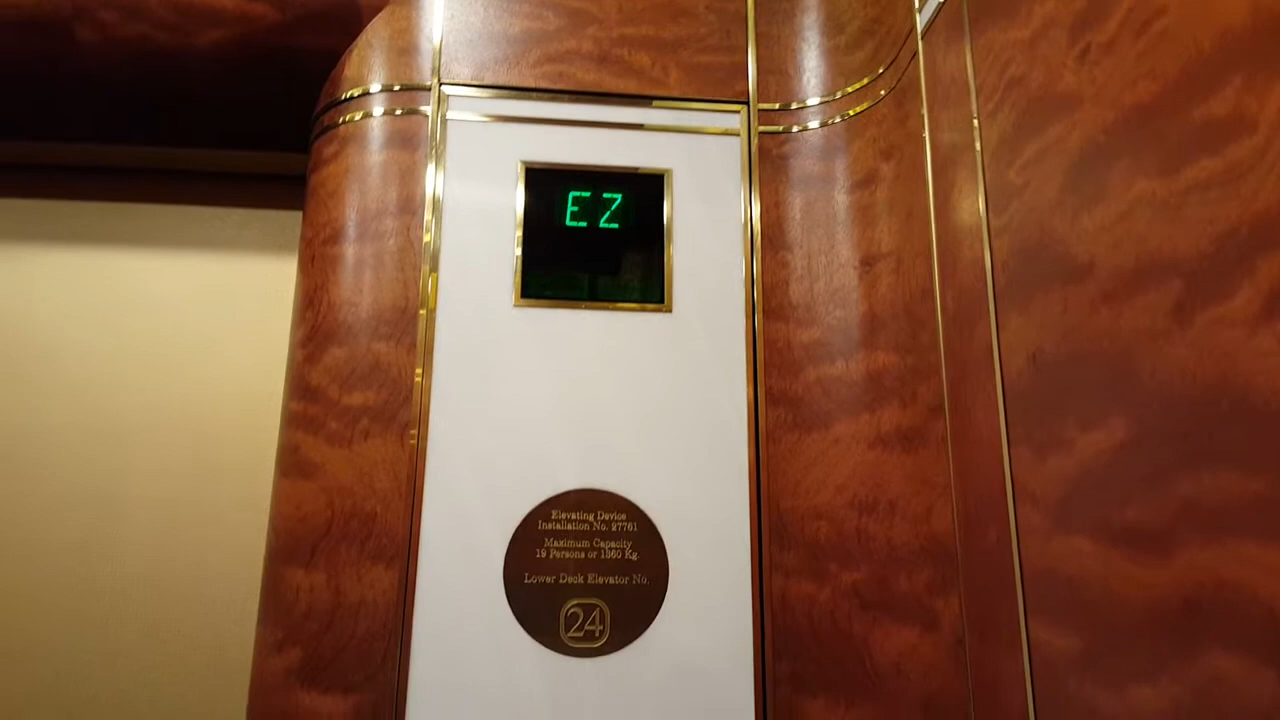 EZ
Elevating Device
Installation No. 27761
Maximum Capacity
19 Persons or 1360 Kg.
Lower Deck Elevator No.
24